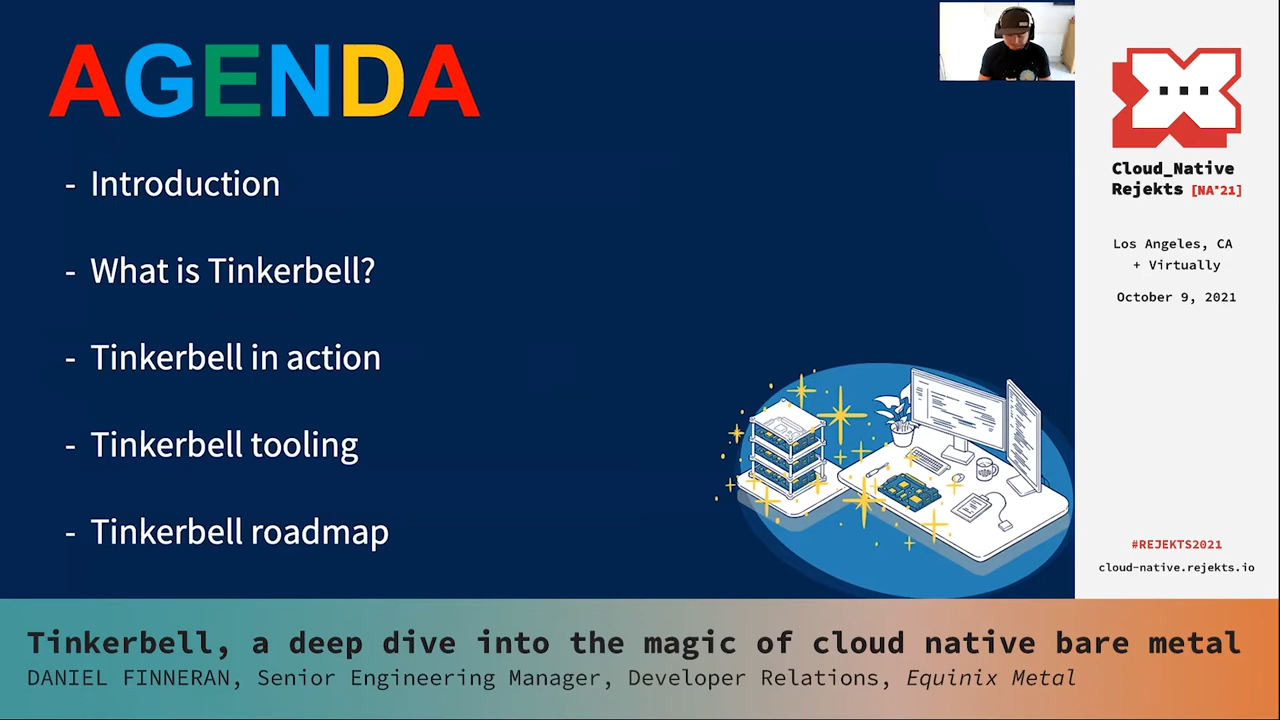 AGENDA
- Introduction
- What is Tinkerbell?
- Tinkerbell in action
- Tinkerbell tooling
- Tinkerbell roadmap
Cloud_Native
Rejekts [NA'21]
Los Angeles, CA
+ Virtually
October 9, 2021
#REJEKTS2021
cloud-native.rejekts.io
Tinkerbell, a deep dive into the magic of cloud native bare metal
DANIEL FINNERAN, Senior Engineering Manager, Developer Relations, Equinix Metal